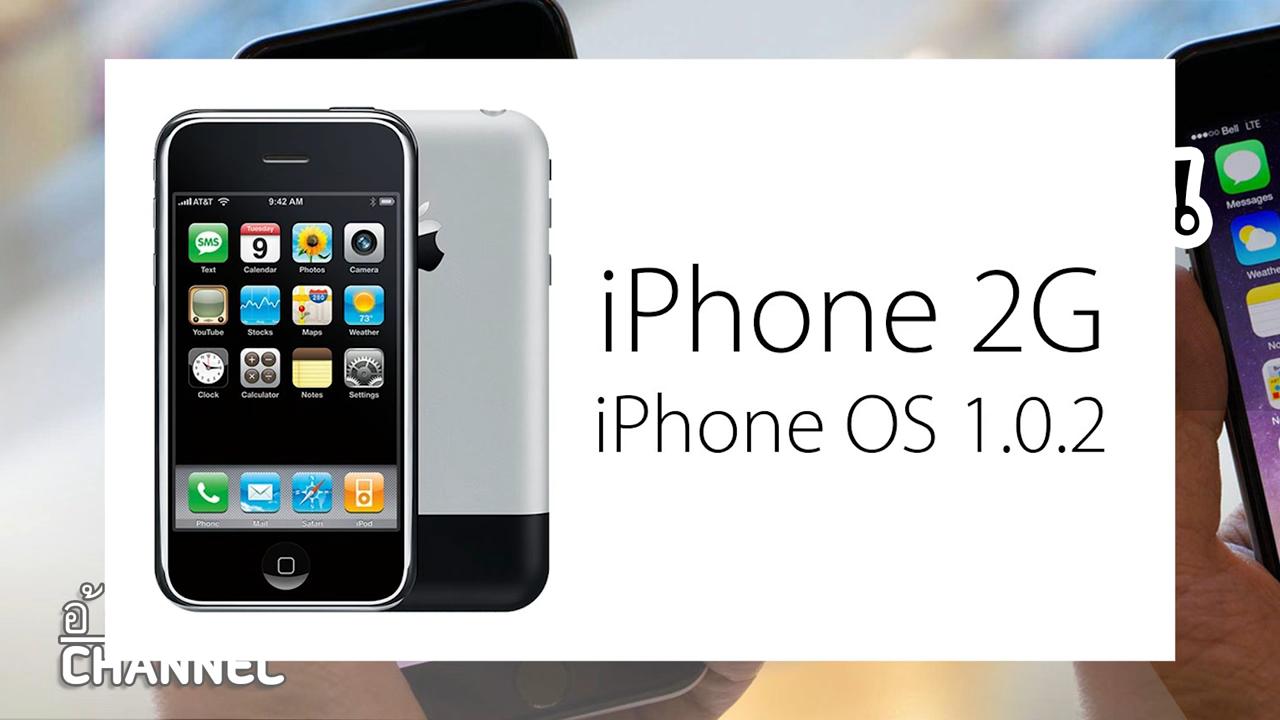 iPhone 2G
iPhone OS 1.0.2
AT&T 9:42 AM
SMS Tuesday 9 280 73°
Text Calendar Photos Camera
YouTube Stocks Maps Weather
Clock Calculator Notes Settings
Phone Mail Safari iPod
Bell LTE
Messages
อ้
CHANNEL